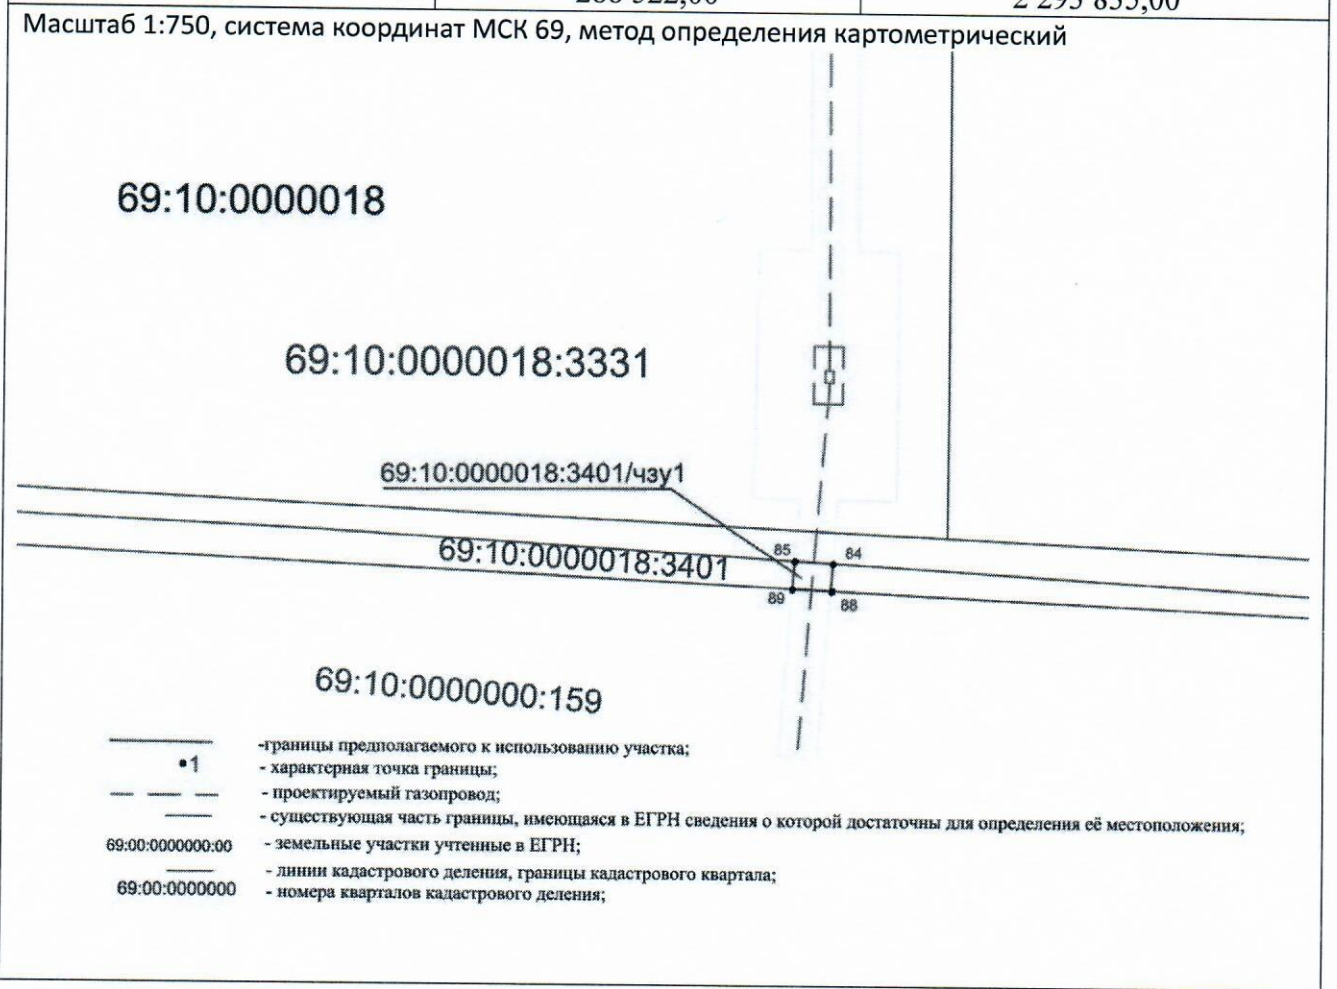 Масштаб 1:750, система координат МСК 69, метод определения картометрический
69:10:0000018
69:10:0000018:3331
69:10:0000018:3401/чзу1
69:10:0000018:3401
85
84
89
88
69:10:0000000:159
-границы предполагаемого к использованию участка;
•1 - характерная точка границы;
- проектируемый газопровод;
- существующая часть границы, имеющаяся в ЕГРН сведения о которой достаточны для определения её местоположения;
69:00:0000000:00 - земельные участки учтенные в ЕГРН;
- линии кадастрового деления, границы кадастрового квартала;
69:00:0000000 - номера кварталов кадастрового деления;